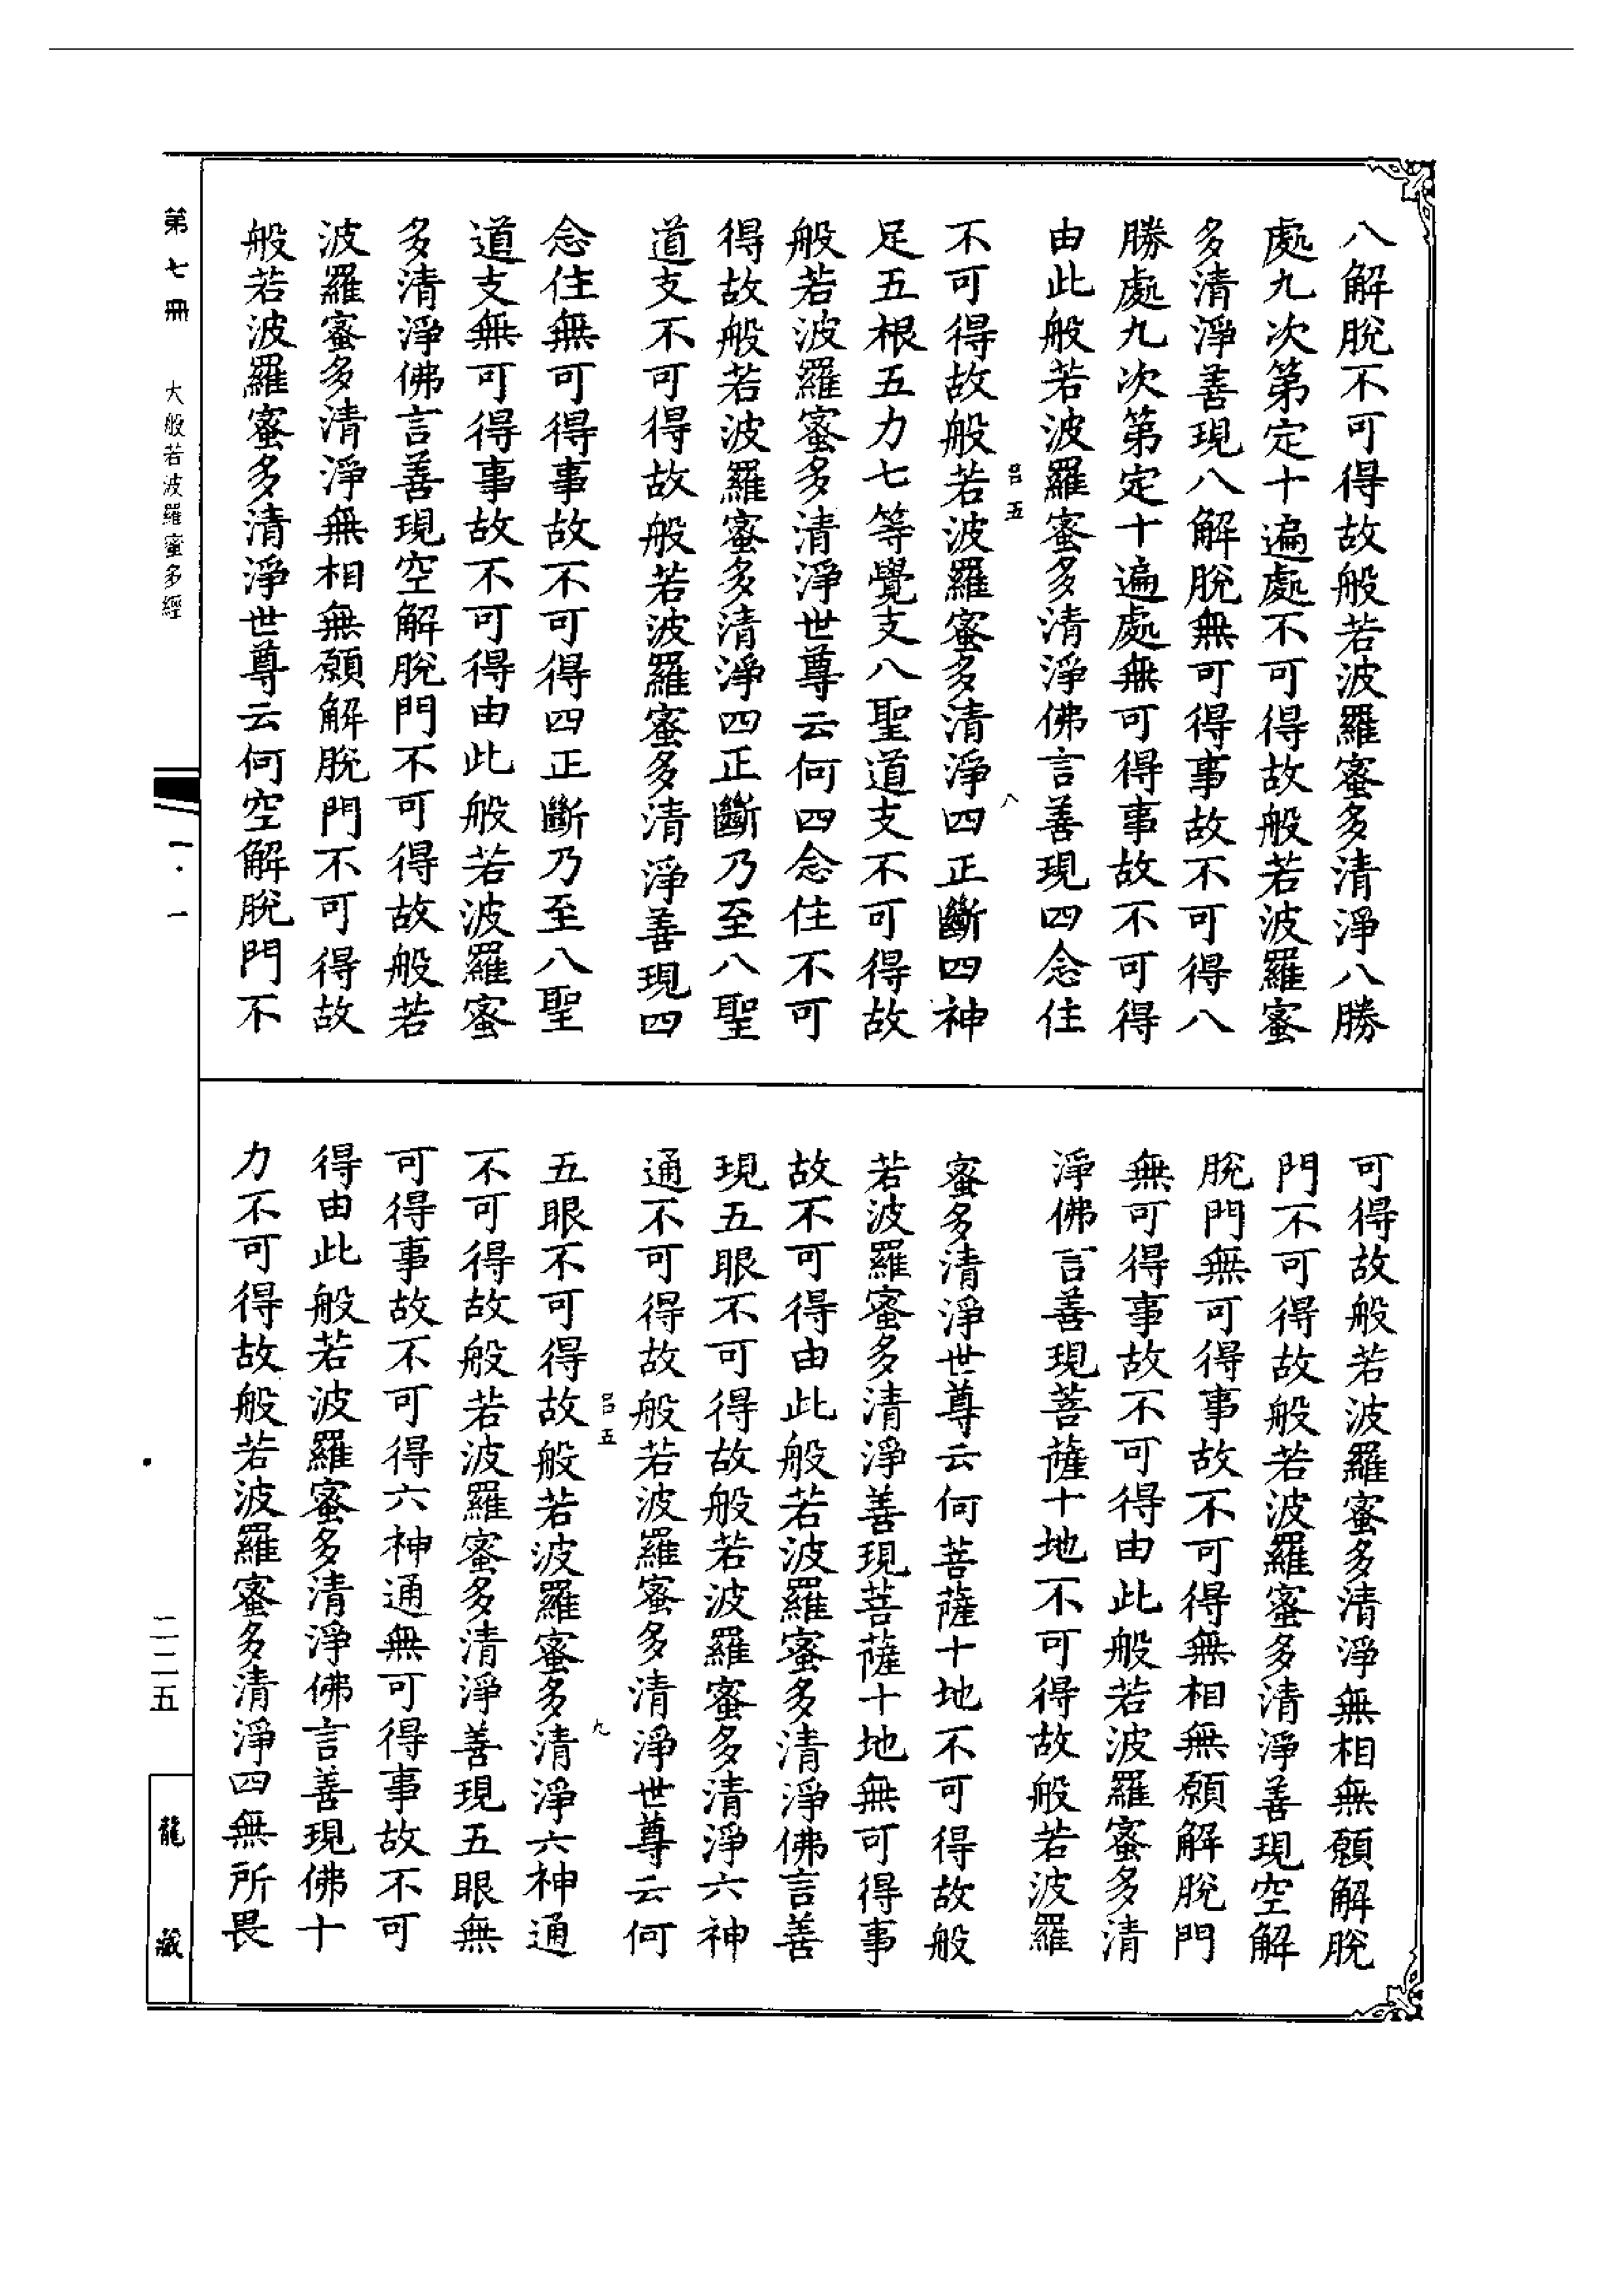 八解脫不可得故般若波羅蜜多清淨八勝
處九次第定十遍處不可得故般若波羅蜜
多清淨善現八解脫無可得事故不可得八
勝處九次第定十遍處無可得事故不可得
由此般若波羅蜜多清淨佛言善現四念住
呂五
八
不可得故般若波羅蜜多清淨四正斷四神
足五根五力七等覺支八聖道支不可得故
般若波羅蜜多清淨世尊云何四念住不可
得故般若波羅蜜多清淨四正斷乃至八聖
道支不可得故般若波羅蜜多清淨善現四
念住無可得事故不可得四正斷乃至八聖
道支無可得事故不可得由此般若波羅蜜
多清淨佛言善現空解脫門不可得故般若
波羅蜜多清淨無相無願解脫門不可得故
般若波羅蜜多清淨世尊云何空解脫門不
可得故般若波羅蜜多清淨無相無願解脫
門不可得故般若波羅蜜多清淨善現空解
脫門無可得事故不可得無相無願解脫門
無可得事故不可得由此般若波羅蜜多清
淨佛言善現菩薩十地不可得故般若波羅
蜜多清淨世尊云何菩薩十地不可得故般
若波羅蜜多清淨善現菩薩十地無可得事
故不可得由此般若波羅蜜多清淨佛言善
現五眼不可得故般若波羅蜜多清淨六神
通不可得故般若波羅蜜多清淨世尊云何
呂五
九
五眼不可得故般若波羅蜜多清淨六神通
不可得故般若波羅蜜多清淨善現五眼無
可得事故不可得六神通無可得事故不可
得由此般若波羅蜜多清淨佛言善現佛十
力不可得故般若波羅蜜多清淨四無所畏
第七冊 大般若波羅蜜多經
一·一
二二五
龍藏